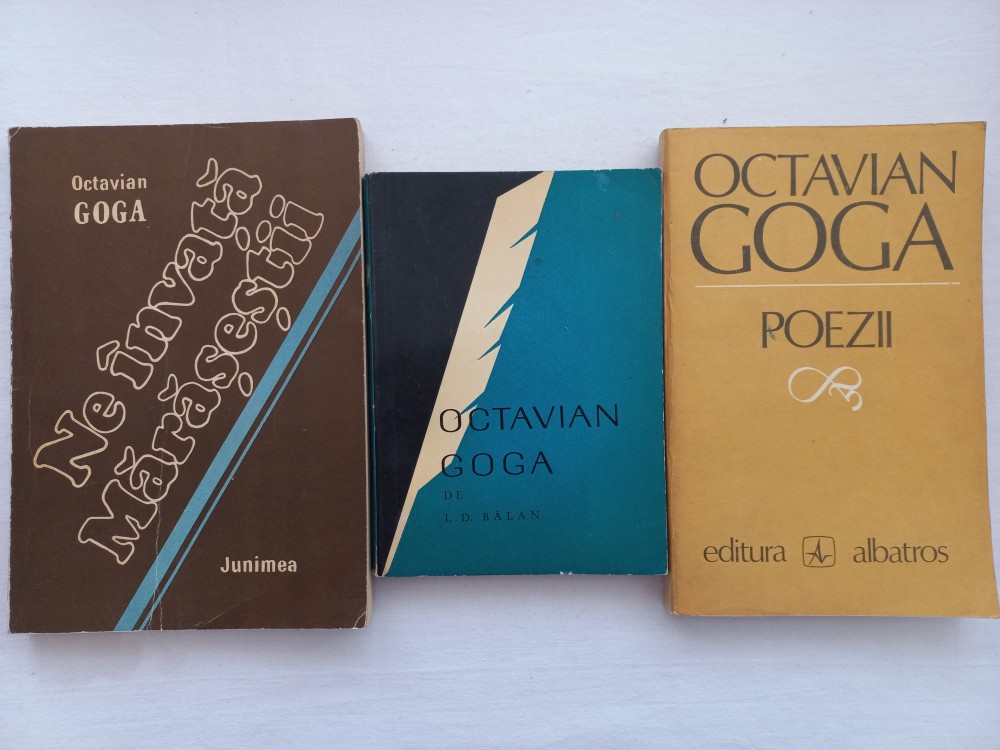 Octavian
GOGA
Ne învață
Mărășeștii
Junimea
OCTAVIAN
GOGA
DE
I. D. BĂLAN
OCTAVIAN
GOGA
POEZII
editura albatros